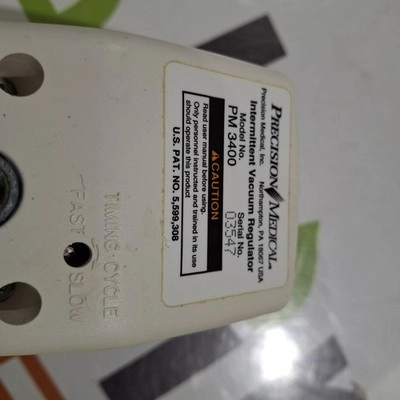 PRECISION MEDICAL®
Precision Medical, Inc. Northampton, PA 18067 USA
Intermittent Vacuum Regulator
Model No. Serial No.
PM 3400 03547
CAUTION
Read user manual before using.
Only personnel instructed and trained in its use
should operate this product.
U.S. PAT. NO. 5,599,308
TIMING CYCLE
FAST SLOW